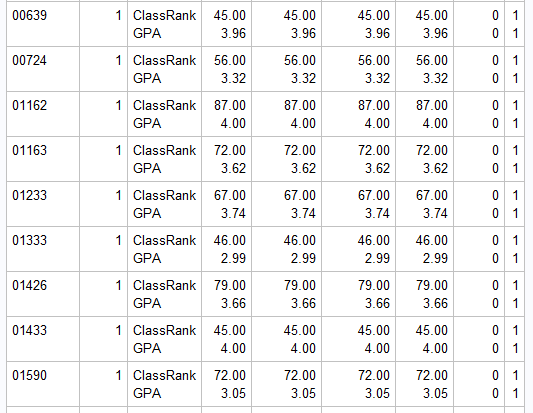 00639 1 ClassRank 45.00 45.00 45.00 45.00 0 1
GPA 3.96 3.96 3.96 3.96 0 1
00724 1 ClassRank 56.00 56.00 56.00 56.00 0 1
GPA 3.32 3.32 3.32 3.32 0 1
01162 1 ClassRank 87.00 87.00 87.00 87.00 0 1
GPA 4.00 4.00 4.00 4.00 0 1
01163 1 ClassRank 72.00 72.00 72.00 72.00 0 1
GPA 3.62 3.62 3.62 3.62 0 1
01233 1 ClassRank 67.00 67.00 67.00 67.00 0 1
GPA 3.74 3.74 3.74 3.74 0 1
01333 1 ClassRank 46.00 46.00 46.00 46.00 0 1
GPA 2.99 2.99 2.99 2.99 0 1
01426 1 ClassRank 79.00 79.00 79.00 79.00 0 1
GPA 3.66 3.66 3.66 3.66 0 1
01433 1 ClassRank 45.00 45.00 45.00 45.00 0 1
GPA 4.00 4.00 4.00 4.00 0 1
01590 1 ClassRank 72.00 72.00 72.00 72.00 0 1
GPA 3.05 3.05 3.05 3.05 0 1